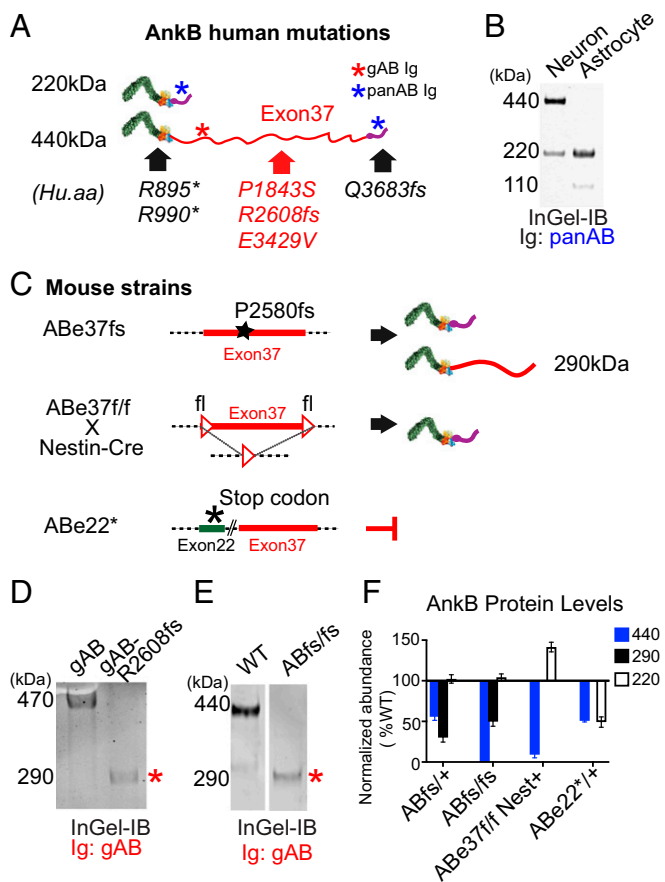 A
AnkB human mutations
220kDa
*
* gAB Ig
* panAB Ig
Exon37
440kDa
*
*
(Hu.aa)
R895*
R990*
P1843S
R2608fs
E3429V
Q3683fs
B
Neuron
Astrocyte
(kDa)
440
220
110
InGel-IB
Ig: panAB
C
Mouse strains
ABe37fs
P2580fs
Exon37
290kDa
ABe37f/f
X
Nestin-Cre
fl
Exon37
fl
ABe22*
Stop codon
*
Exon22
//
Exon37
D
gAB
gAB-
R2608fs
(kDa)
470
290
*
InGel-IB
Ig: gAB
E
WT
ABfs/fs
(kDa)
440
290
*
InGel-IB
Ig: gAB
F
AnkB Protein Levels
Normalized abundance
( %WT)
150
100
50
0
440
290
220
ABfs/+
ABfs/fs
ABe37f/f Nest+
ABe22*/+